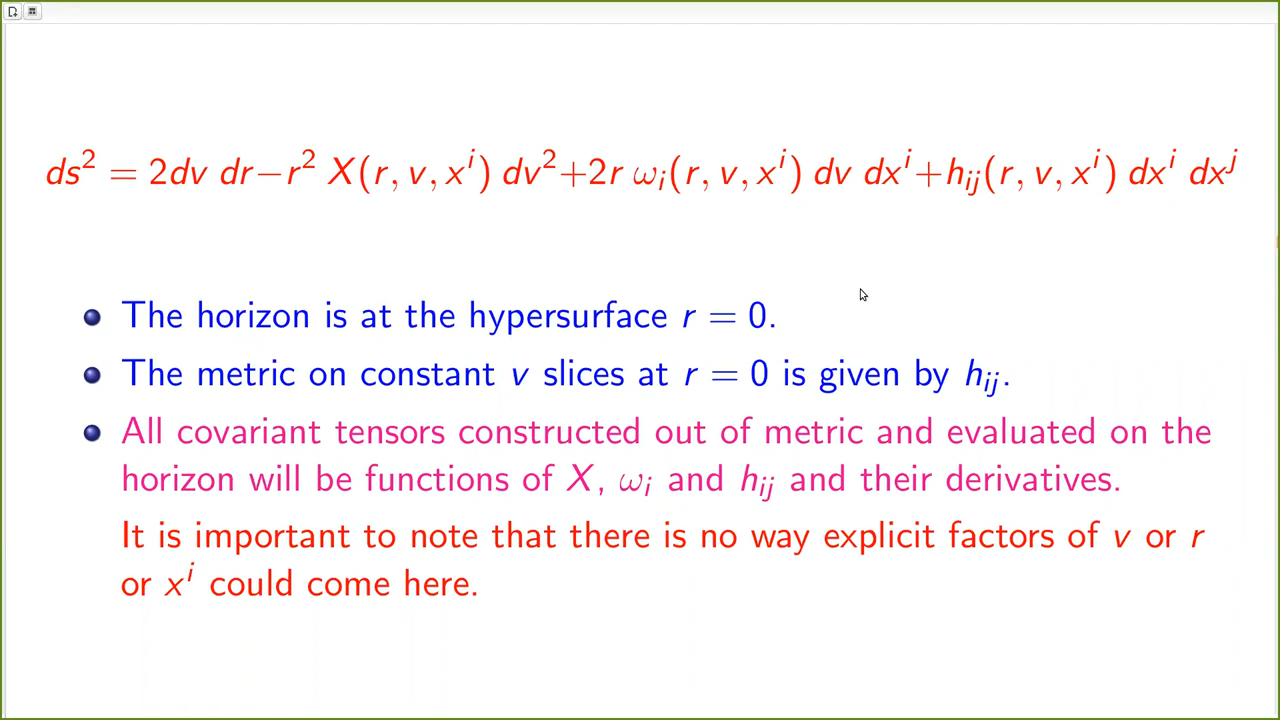 ds² = 2dv dr−r² X(r, v, xⁱ) dv²+2r ωᵢ(r, v, xⁱ) dv dxⁱ+hᵢⱼ(r, v, xⁱ) dxⁱ dxʲ
The horizon is at the hypersurface r = 0.
The metric on constant v slices at r = 0 is given by hᵢⱼ.
All covariant tensors constructed out of metric and evaluated on the
horizon will be functions of X, ωᵢ and hᵢⱼ and their derivatives.
It is important to note that there is no way explicit factors of v or r
or xⁱ could come here.